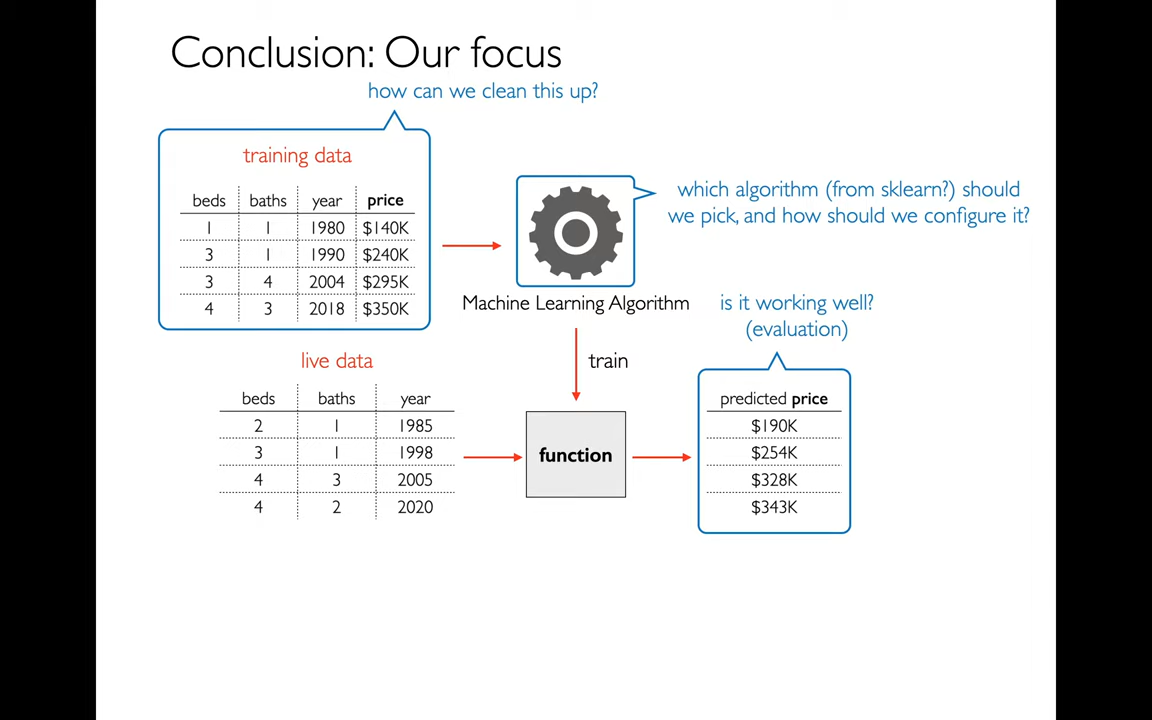 Conclusion: Our focus
how can we clean this up?
training data
beds baths year price
1 1 1980 $140K
3 1 1990 $240K
3 4 2004 $295K
4 3 2018 $350K
which algorithm (from sklearn?) should
we pick, and how should we configure it?
Machine Learning Algorithm
is it working well?
(evaluation)
train
live data
beds baths year
2 1 1985
3 1 1998
4 3 2005
4 2 2020
function
predicted price
$190K
$254K
$328K
$343K